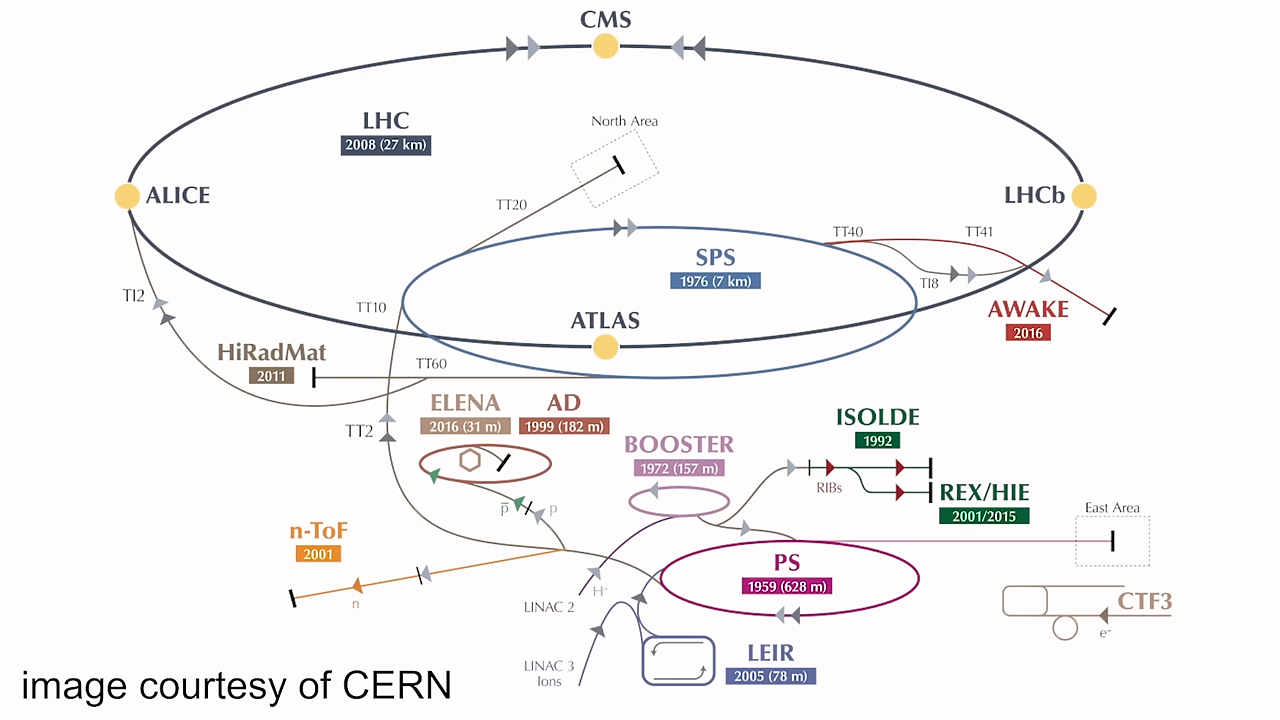 CMS
LHC
2008 (27 km)
North Area
ALICE
LHCb
TT20
TT40
TT41
SPS
1976 (7 km)
TI8
TI2
TT10
AWAKE
2016
ATLAS
HiRadMat
2011
TT60
ELENA
2016 (31 m)
AD
1999 (182 m)
TT2
BOOSTER
1972 (157 m)
ISOLDE
1992
RIBs
REX/HIE
2001/2015
p̅
p
East Area
n-ToF
2001
n
PS
1959 (628 m)
H⁺
LINAC 2
CTF3
e⁻
LEIR
2005 (78 m)
LINAC 3
Ions
image courtesy of CERN